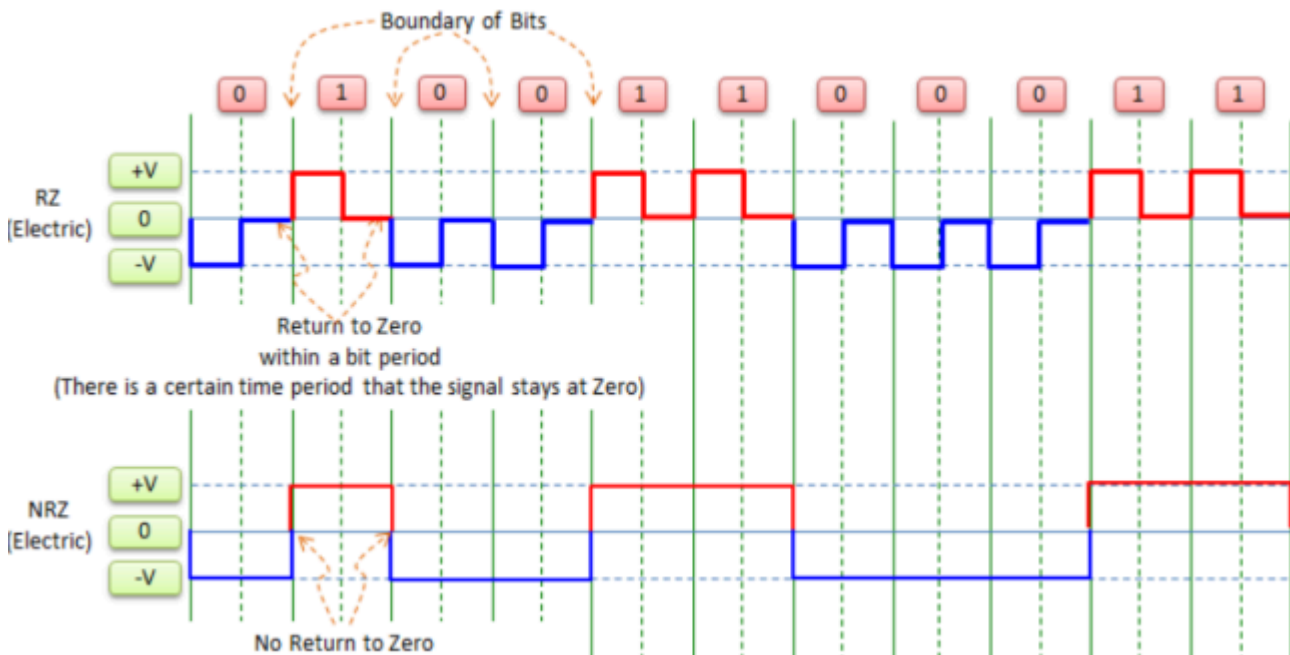 Boundary of Bits
0 1 0 0 1 1 0 0 0 1 1
+V
RZ
(Electric)
0
-V
Return to Zero
within a bit period
(There is a certain time period that the signal stays at Zero)
+V
NRZ
(Electric)
0
-V
No Return to Zero